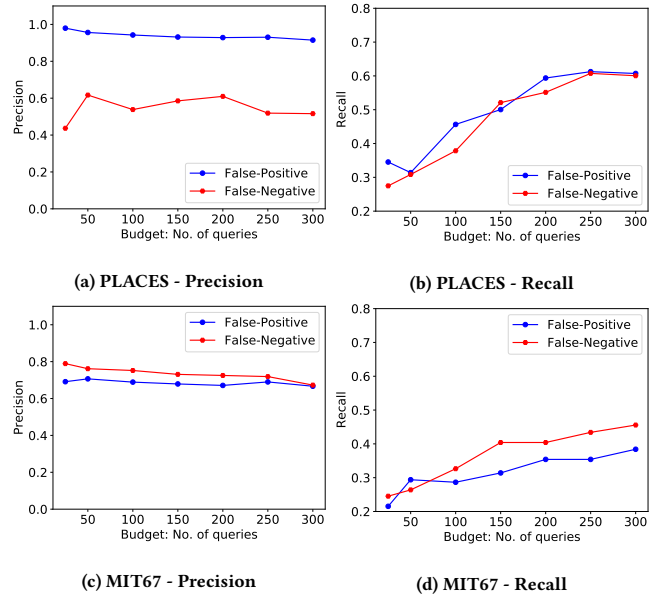 1.0
0.8
0.6
0.4
0.2
0.0
Precision
False-Positive
False-Negative
50 100 150 200 250 300
Budget: No. of queries
(a) PLACES - Precision
0.8
0.7
0.6
0.5
0.4
0.3
0.2
Recall
False-Positive
False-Negative
50 100 150 200 250 300
Budget: No. of queries
(b) PLACES - Recall
1.0
0.8
0.6
0.4
0.2
0.0
Precision
False-Positive
False-Negative
50 100 150 200 250 300
Budget: No. of queries
(c) MIT67 - Precision
0.8
0.7
0.6
0.5
0.4
0.3
0.2
Recall
False-Positive
False-Negative
50 100 150 200 250 300
Budget: No. of queries
(d) MIT67 - Recall